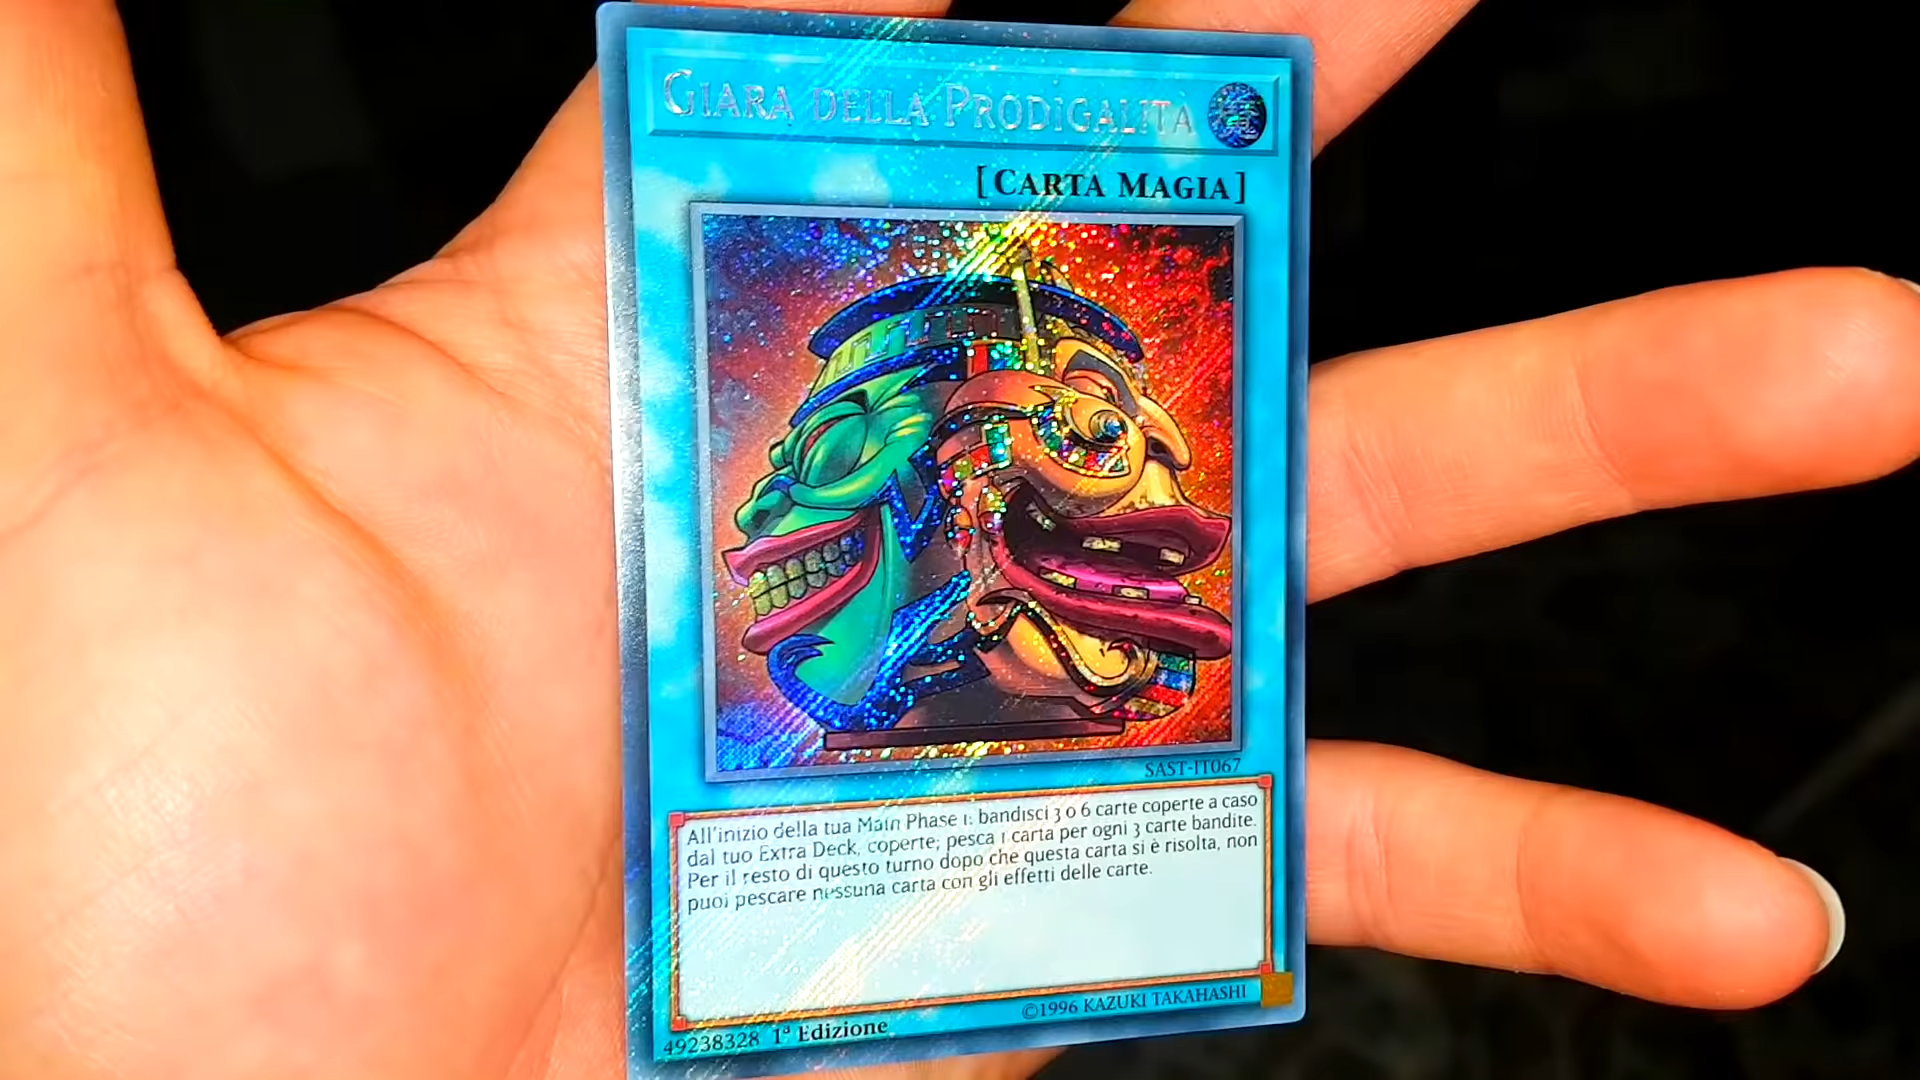 Giara della Prodigalità
魔
[Carta Magia]
SAST-IT067
All'inizio della tua Main Phase 1: bandisci 3 o 6 carte coperte a caso
dal tuo Extra Deck, coperte; pesca 1 carta per ogni 3 carte bandite.
Per il resto di questo turno dopo che questa carta si è risolta, non
puoi pescare nessuna carta con gli effetti delle carte.
©1996 KAZUKI TAKAHASHI
49238328 1ª Edizione